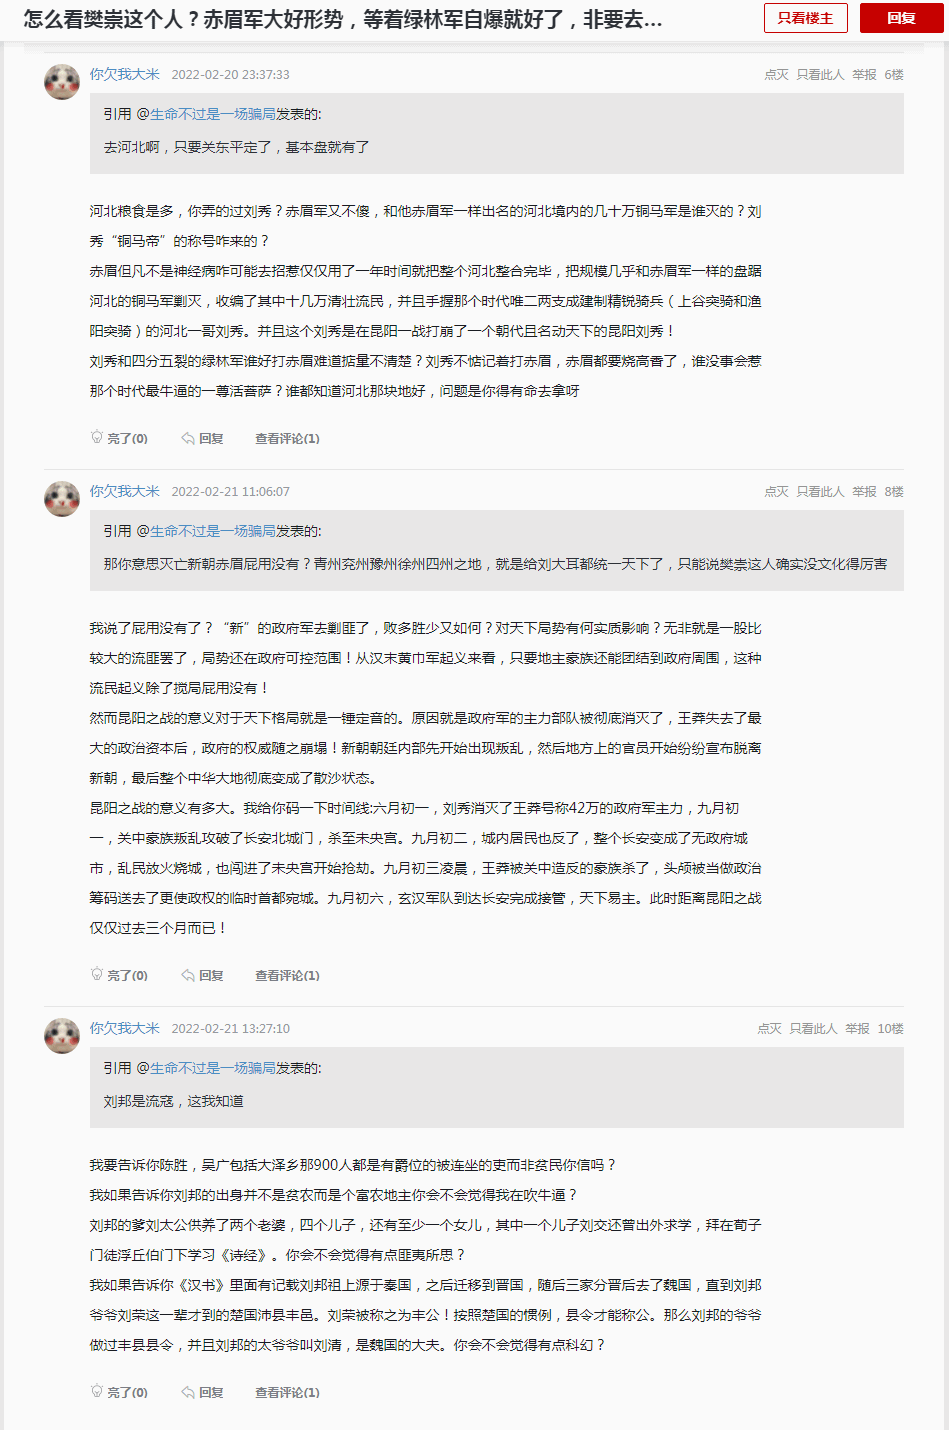 怎么看樊崇这个人？赤眉军大好形势，等着绿林军自爆就好了，非要去...
只看楼主
回复
你欠我大米 2022-02-20 23:37:33
点灭 只看此人 举报 6楼
引用 @生命不过是一场骗局发表的:
去河北啊，只要关东平定了，基本盘就有了
河北粮食是多，你弄的过刘秀？赤眉军又不傻，和他赤眉军一样出名的河北境内的几十万铜马军是谁灭的？刘
秀“铜马帝”的称号咋来的？
赤眉但凡不是神经病咋可能去招惹仅仅用了一年时间就把整个河北整合完毕，把规模几乎和赤眉军一样的盘踞
河北的铜马军剿灭，收编了其中十几万清壮流民，并且手握那个时代唯二两支成建制精锐骑兵（上谷突骑和渔
阳突骑）的河北一哥刘秀。并且这个刘秀是在昆阳一战打崩了一个朝代且名动天下的昆阳刘秀！
刘秀和四分五裂的绿林军谁好打赤眉难道掂量不清楚？刘秀不惦记着打赤眉，赤眉都要烧高香了，谁没事会惹
那个时代最牛逼的一尊活菩萨？谁都知道河北那块地好，问题是你得有命去拿呀
亮了(0) 回复 查看评论(1)
你欠我大米 2022-02-21 11:06:07
点灭 只看此人 举报 8楼
引用 @生命不过是一场骗局发表的:
那你意思灭亡新朝赤眉屁用没有？青州兖州豫州徐州四州之地，就是给刘大耳都统一天下了，只能说樊崇这人确实没文化得厉害
我说了屁用没有了？“新”的政府军去剿匪了，败多胜少又如何？对天下局势有何实质影响？无非就是一股比
较大的流匪罢了，局势还在政府可控范围！从汉末黄巾军起义来看，只要地主豪族还能团结到政府周围，这种
流民起义除了搅局屁用没有！
然而昆阳之战的意义对于天下格局就是一锤定音的。原因就是政府军的主力部队被彻底消灭了，王莽失去了最
大的政治资本后，政府的权威随之崩塌！新朝朝廷内部先开始出现叛乱，然后地方上的官员开始纷纷宣布脱离
新朝，最后整个中华大地彻底变成了散沙状态。
昆阳之战的意义有多大。我给你码一下时间线:六月初一，刘秀消灭了王莽号称42万的政府军主力，九月初
一，关中豪族叛乱攻破了长安北城门，杀至未央宫。九月初二，城内居民也反了，整个长安变成了无政府城
市，乱民放火烧城，也闯进了未央宫开始抢劫。九月初三凌晨，王莽被关中造反的豪族杀了，头颅被当做政治
筹码送去了更使政权的临时首都宛城。九月初六，玄汉军队到达长安完成接管，天下易主。此时距离昆阳之战
仅仅过去三个月而已！
亮了(0) 回复 查看评论(1)
你欠我大米 2022-02-21 13:27:10
点灭 只看此人 举报 10楼
引用 @生命不过是一场骗局发表的:
刘邦是流寇，这我知道
我要告诉你陈胜，吴广包括大泽乡那900人都是有爵位的被连坐的吏而非贫民你信吗？
我如果告诉你刘邦的出身并不是贫农而是个富农地主你会不会觉得我在吹牛逼？
刘邦的爹刘太公供养了两个老婆，四个儿子，还有至少一个女儿，其中一个儿子刘交还曾出外求学，拜在荀子
门徒浮丘伯门下学习《诗经》。你会不会觉得有点匪夷所思？
我如果告诉你《汉书》里面有记载刘邦祖上源于秦国，之后迁移到晋国，随后三家分晋后去了魏国，直到刘邦
爷爷刘荣这一辈才到的楚国沛县丰邑。刘荣被称之为丰公！按照楚国的惯例，县令才能称公。那么刘邦的爷爷
做过丰县县令，并且刘邦的太爷爷叫刘清，是魏国的大夫。你会不会觉得有点科幻？
亮了(0) 回复 查看评论(1)